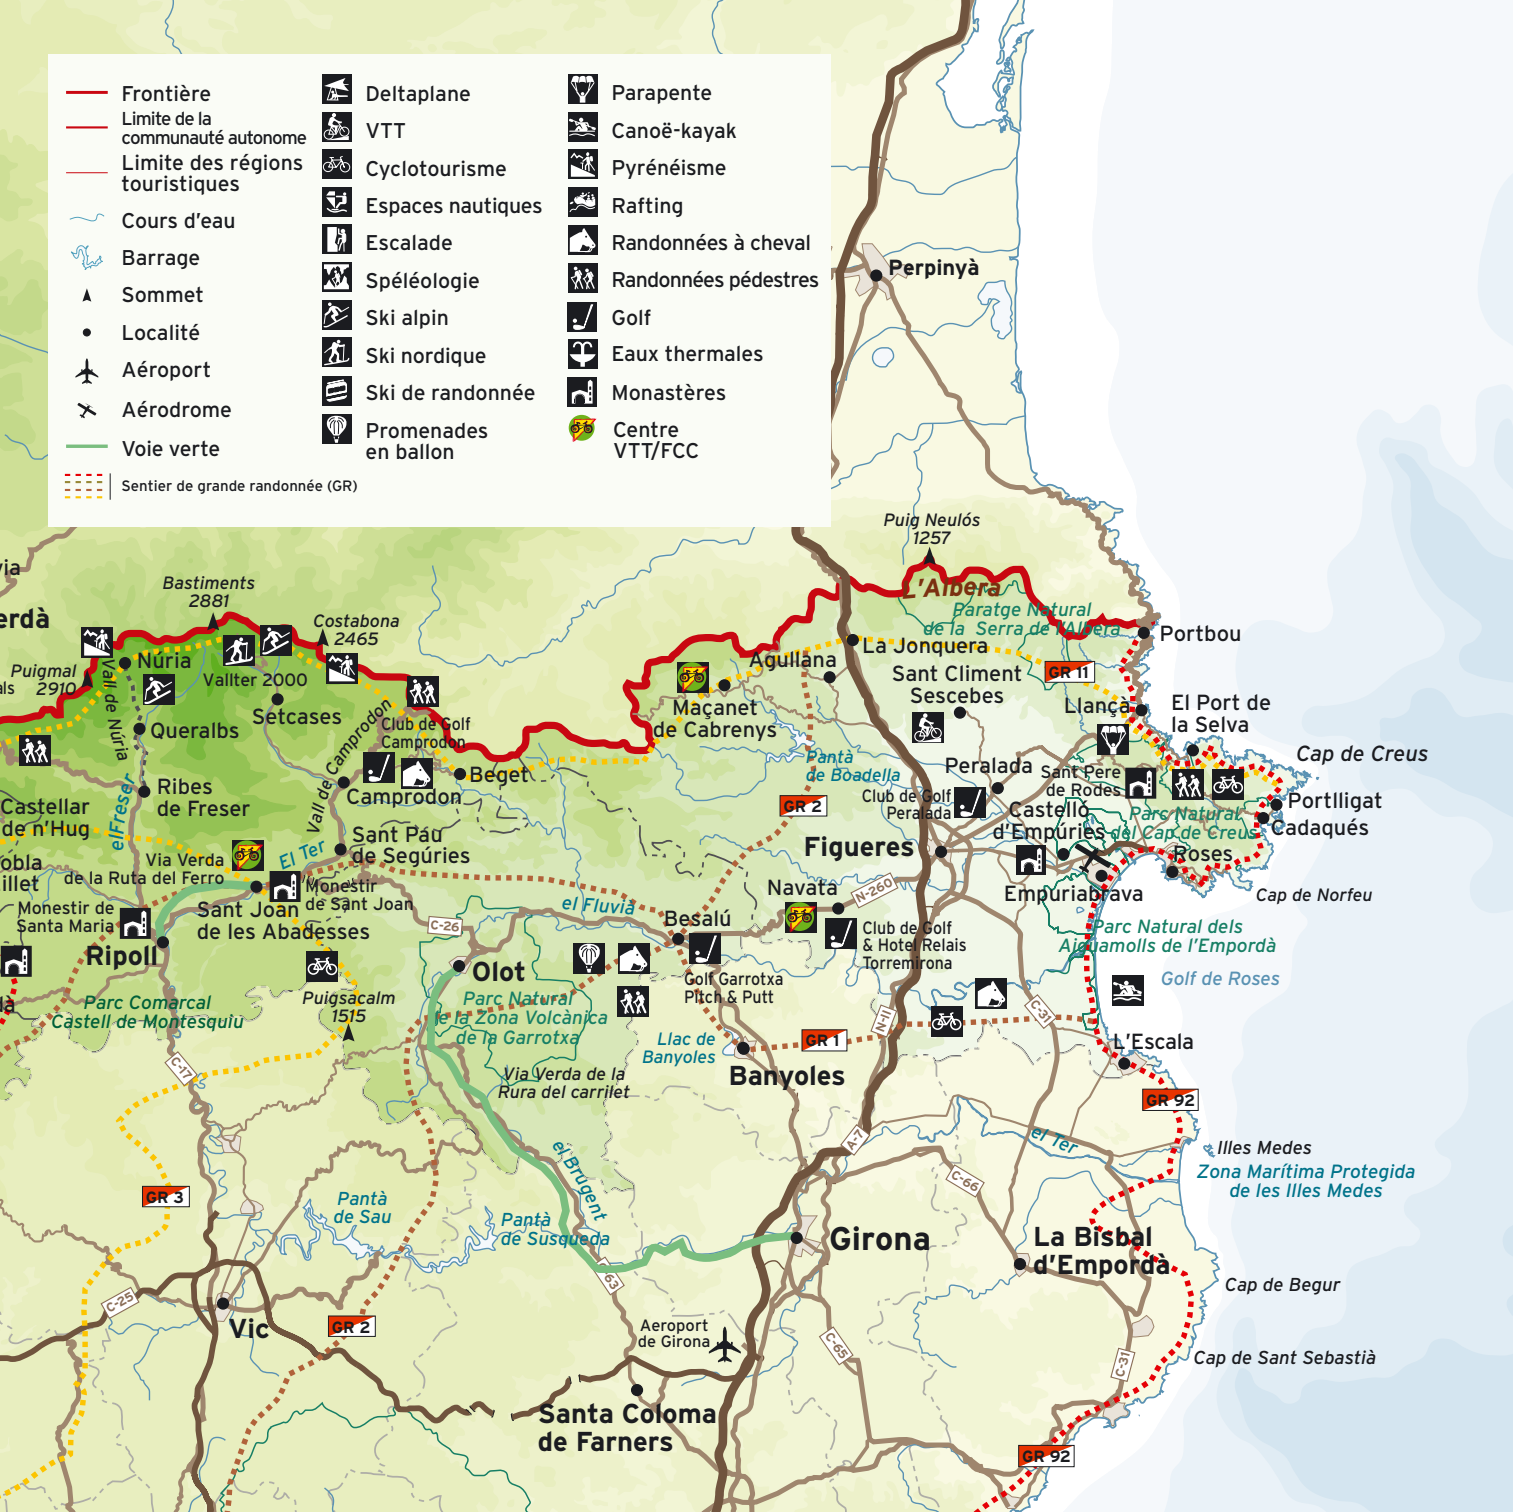 Frontière
Limite de la
communauté autonome
Limite des régions
touristiques
Cours d'eau
Barrage
Sommet
Localité
Aéroport
Aérodrome
Voie verte
Sentier de grande randonnée (GR)
Deltaplane
VTT
Cyclotourisme
Espaces nautiques
Escalade
Spéléologie
Ski alpin
Ski nordique
Ski de randonnée
Promenades
en ballon
Parapente
Canoë-kayak
Pyrénéisme
Rafting
Randonnées à cheval
Randonnées pédestres
Golf
Eaux thermales
Monastères
Centre
VTT/FCC
Perpinyà
Puig Neulós
1257
L'Albera
Paratge Natural
de la Serra de l'Albera
Portbou
via
erdà
Bastiments
2881
Costabona
2465
Puigmal
2910
als
Núria
Vall de Núria
Vallter 2000
Setcases
Queralbs
Ribes
de Freser
el Freser
Castellar
de n'Hug
obla
illet
Vall de Camprodon
Club de Golf
Camprodon
Camprodon
Beget
Sant Pau
de Segúries
El Ter
Via Verda
de la Ruta del Ferro
Monestir
de Sant Joan
Sant Joan
de les Abadesses
Monestir de
Santa Maria
Ripoll
là
Parc Comarcal
Castell de Montesquiu
Puigsacalm
1515
Agullana
La Jonquera
Maçanet
de Cabrenys
Sant Climent
Sescebes
GR 11
Llançà
El Port de
la Selva
Cap de Creus
Pantà
de Boadella
GR 2
Peralada
Club de Golf
Peralada
Sant Pere
de Rodes
Castelló
d'Empúries
Parc Natural
del Cap de Creus
Portlligat
Cadaqués
Roses
Cap de Norfeu
Figueres
Empuriabrava
Navata
N-260
Besalú
el Fluvià
C-26
Olot
Club de Golf
& Hotel Relais
Torremirona
Golf Garrotxa
Pitch & Putt
Parc Natural dels
Aiguamolls de l'Empordà
Golf de Roses
Parc Natural
de la Zona Volcànica
de la Garrotxa
Llac de
Banyoles
GR 1
N-II
C-31
L'Escala
Banyoles
Via Verda de la
Rura del carrilet
C-17
GR 92
A-7
el Ter
Illes Medes
Zona Marítima Protegida
de les Illes Medes
C-66
el Brugent
GR 3
Pantà
de Sau
Pantà
de Susqueda
Girona
La Bisbal
d'Empordà
Cap de Begur
C-25
63
Vic
GR 2
Aeroport
de Girona
C-65
C-31
Cap de Sant Sebastià
Santa Coloma
de Farners
GR 92